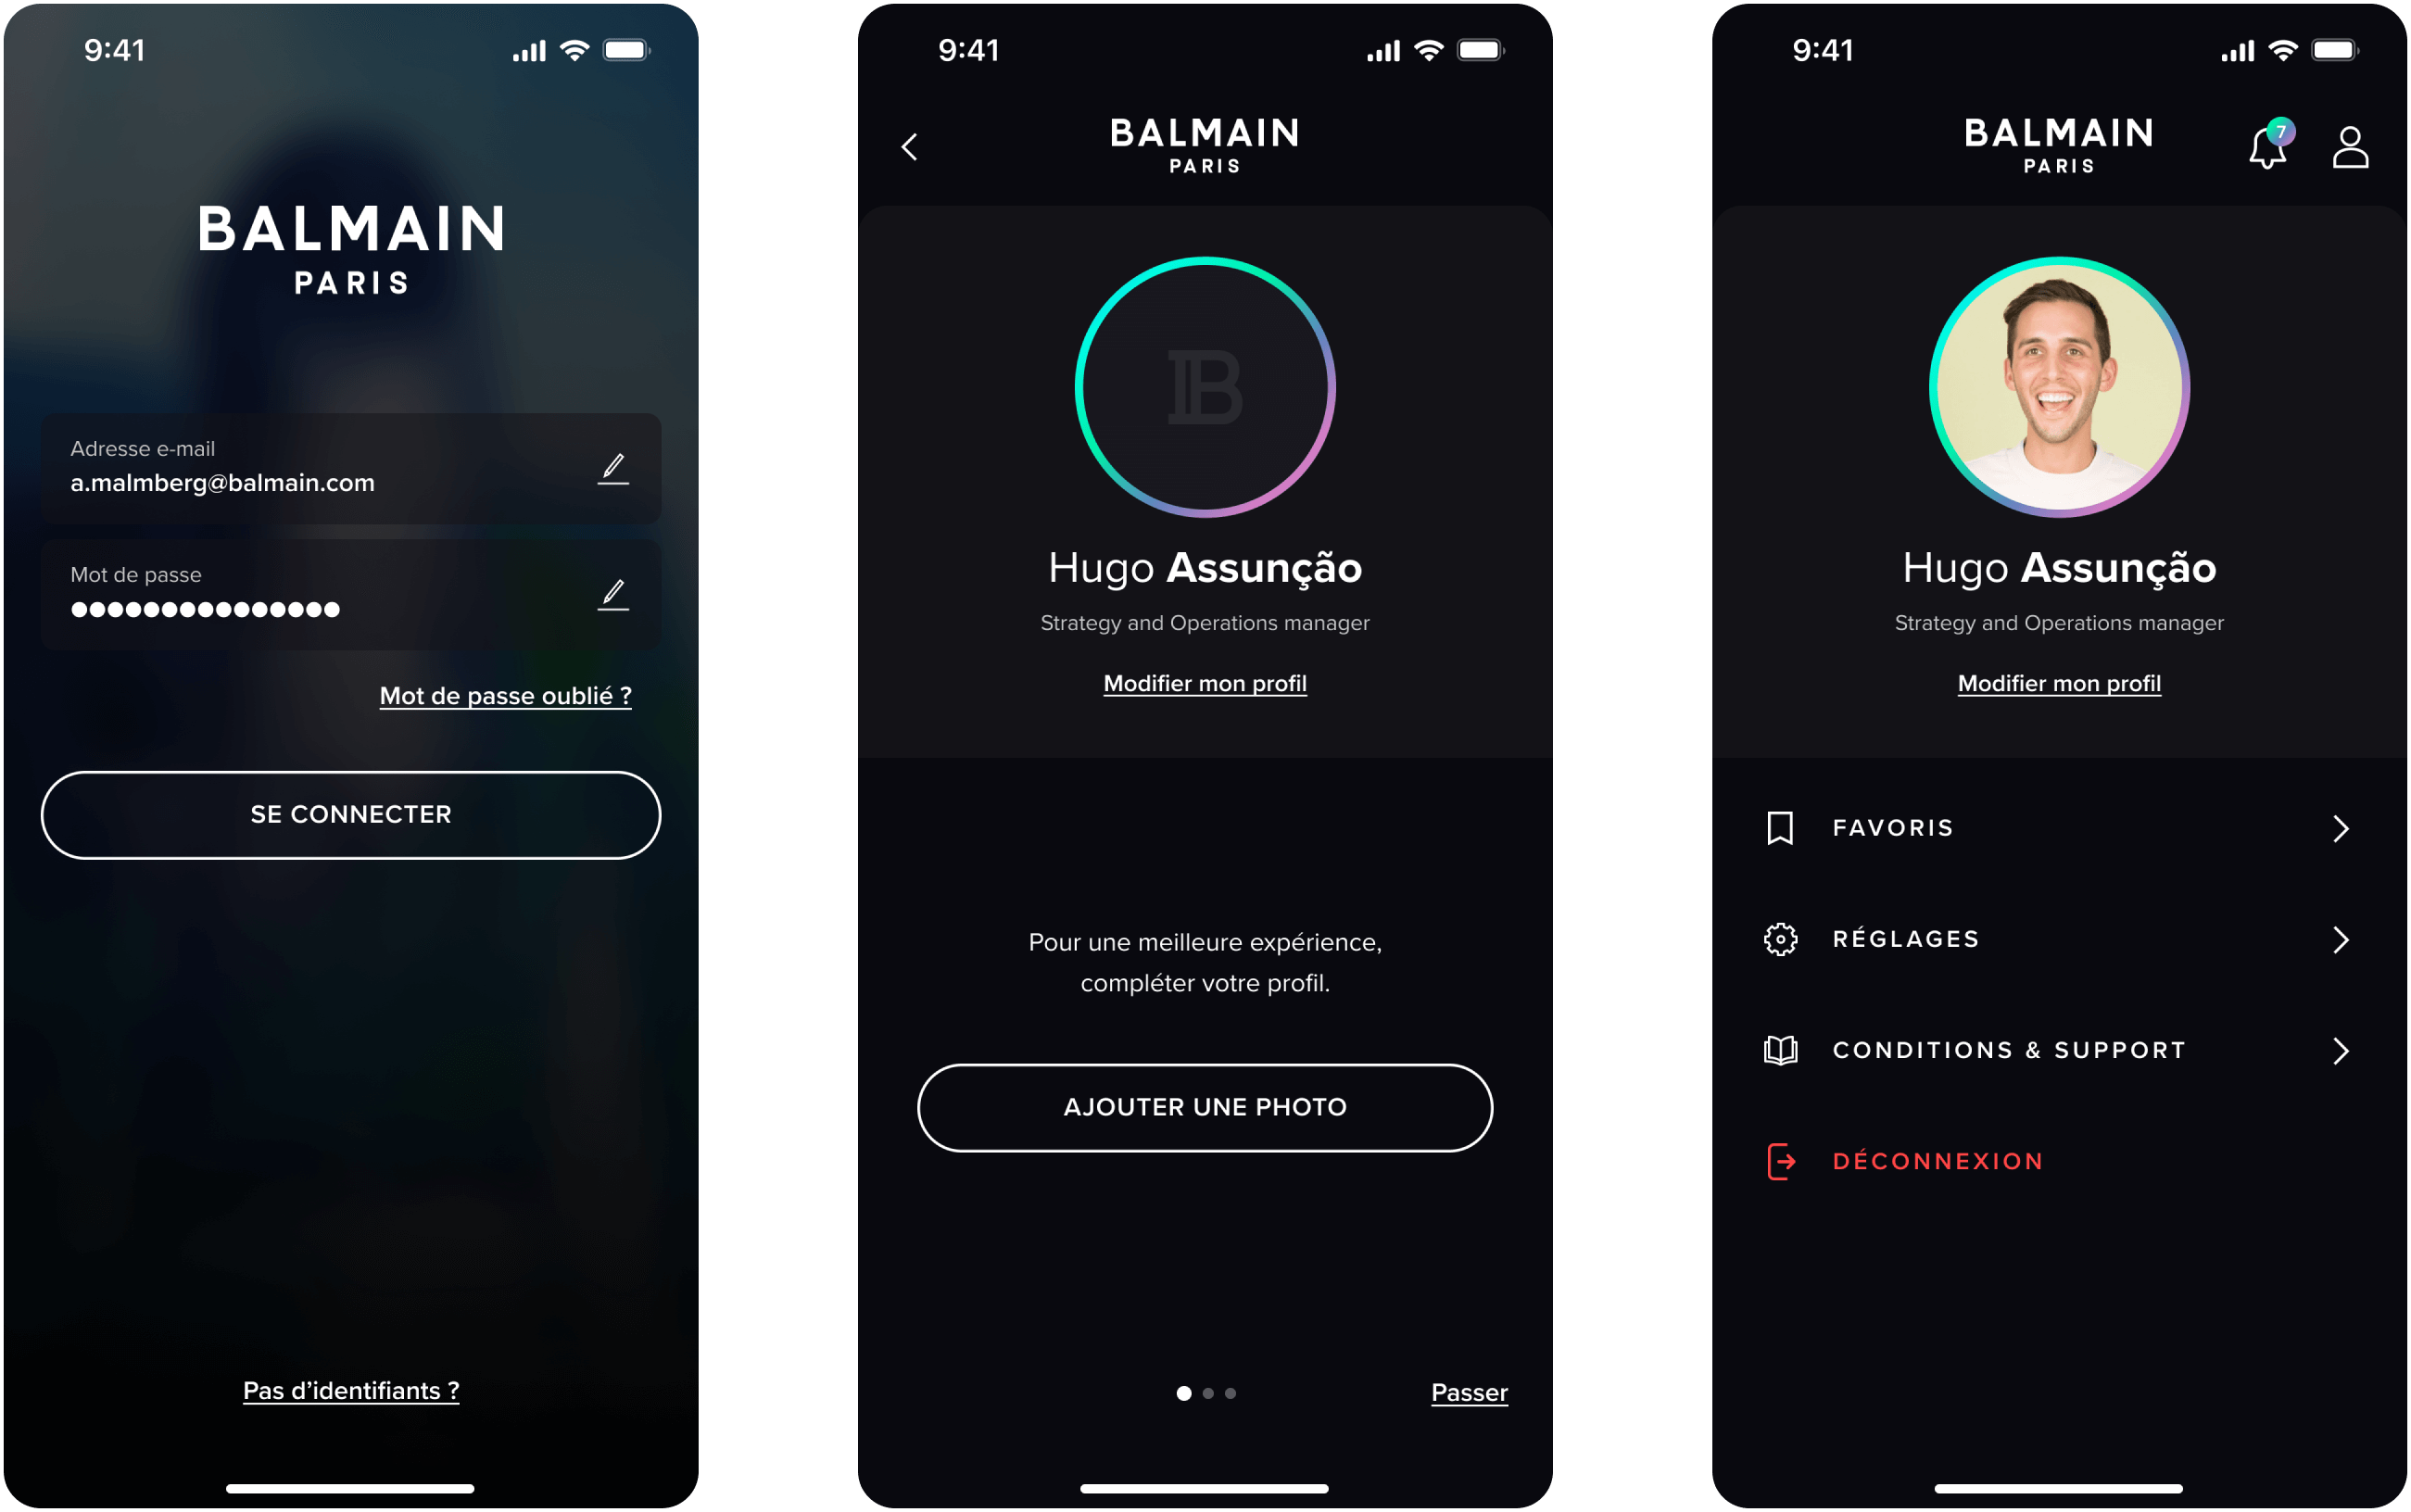 9:41
BALMAIN
PARIS
Adresse e-mail
a.malmberg@balmain.com
Mot de passe
●●●●●●●●●●●●●●●
Mot de passe oublié ?
SE CONNECTER
Pas d’identifiants ?
9:41
BALMAIN
PARIS
B
Hugo Assunção
Strategy and Operations manager
Modifier mon profil
Pour une meilleure expérience,
compléter votre profil.
AJOUTER UNE PHOTO
Passer
9:41
BALMAIN
PARIS
7
Hugo Assunção
Strategy and Operations manager
Modifier mon profil
FAVORIS
RÉGLAGES
CONDITIONS & SUPPORT
DÉCONNEXION